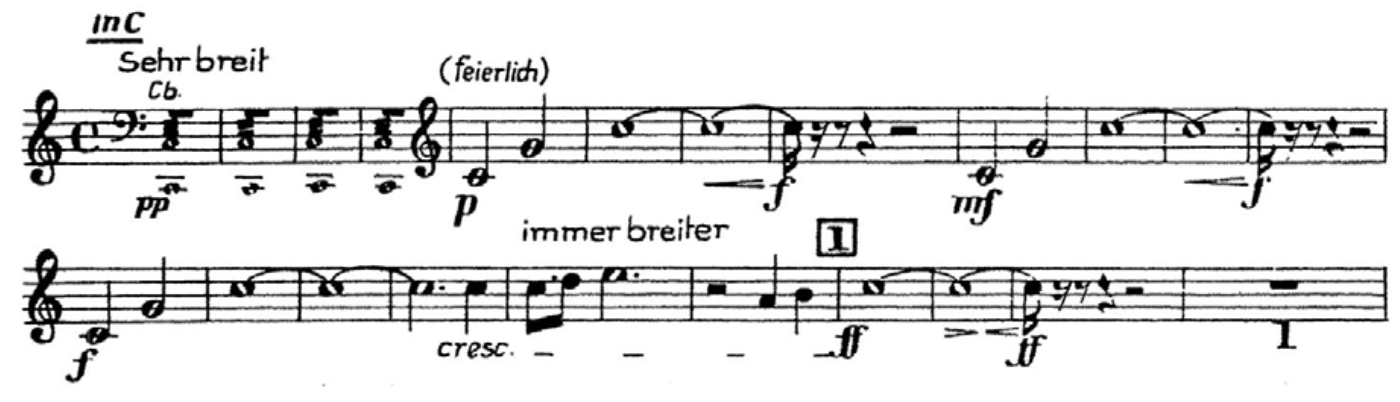 in C
Sehr breit
Cb.
(feierlich)
pp p f mf f
immer breiter
1
f cresc. ff ff
1